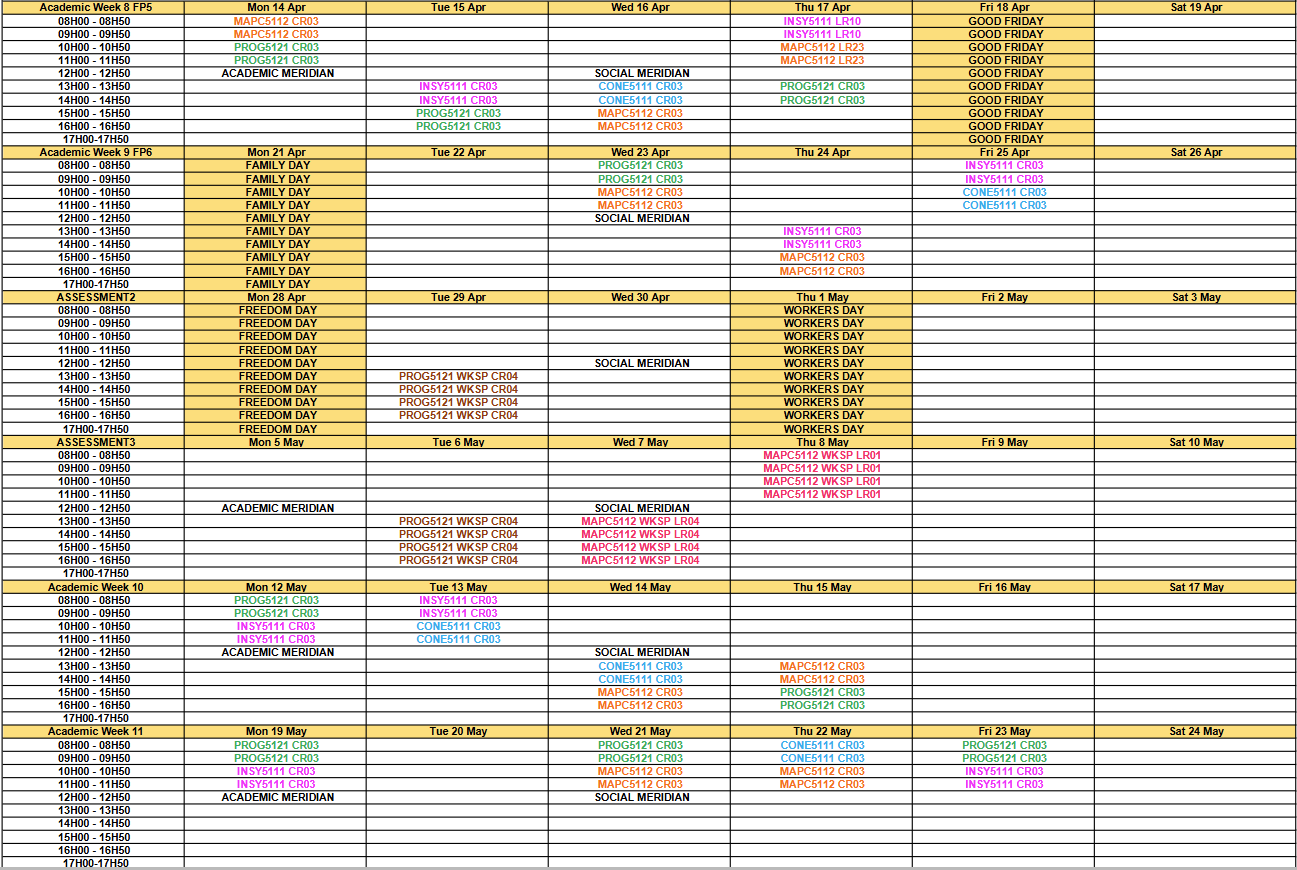 Academic Week 8 FP5 Mon 14 Apr Tue 15 Apr Wed 16 Apr Thu 17 Apr Fri 18 Apr Sat 19 Apr
08H00 - 08H50 MAPC5112 CR03 INSY5111 LR10 GOOD FRIDAY
09H00 - 09H50 MAPC5112 CR03 INSY5111 LR10 GOOD FRIDAY
10H00 - 10H50 PROG5121 CR03 MAPC5112 LR23 GOOD FRIDAY
11H00 - 11H50 PROG5121 CR03 MAPC5112 LR23 GOOD FRIDAY
12H00 - 12H50 ACADEMIC MERIDIAN SOCIAL MERIDIAN GOOD FRIDAY
13H00 - 13H50 INSY5111 CR03 CONE5111 CR03 PROG5121 CR03 GOOD FRIDAY
14H00 - 14H50 INSY5111 CR03 CONE5111 CR03 PROG5121 CR03 GOOD FRIDAY
15H00 - 15H50 PROG5121 CR03 MAPC5112 CR03 GOOD FRIDAY
16H00 - 16H50 PROG5121 CR03 MAPC5112 CR03 GOOD FRIDAY
17H00-17H50 GOOD FRIDAY
Academic Week 9 FP6 Mon 21 Apr Tue 22 Apr Wed 23 Apr Thu 24 Apr Fri 25 Apr Sat 26 Apr
08H00 - 08H50 FAMILY DAY PROG5121 CR03 INSY5111 CR03
09H00 - 09H50 FAMILY DAY PROG5121 CR03 INSY5111 CR03
10H00 - 10H50 FAMILY DAY MAPC5112 CR03 CONE5111 CR03
11H00 - 11H50 FAMILY DAY MAPC5112 CR03 CONE5111 CR03
12H00 - 12H50 FAMILY DAY SOCIAL MERIDIAN
13H00 - 13H50 FAMILY DAY INSY5111 CR03
14H00 - 14H50 FAMILY DAY INSY5111 CR03
15H00 - 15H50 FAMILY DAY MAPC5112 CR03
16H00 - 16H50 FAMILY DAY MAPC5112 CR03
17H00-17H50 FAMILY DAY
ASSESSMENT2 Mon 28 Apr Tue 29 Apr Wed 30 Apr Thu 1 May Fri 2 May Sat 3 May
08H00 - 08H50 FREEDOM DAY WORKERS DAY
09H00 - 09H50 FREEDOM DAY WORKERS DAY
10H00 - 10H50 FREEDOM DAY WORKERS DAY
11H00 - 11H50 FREEDOM DAY WORKERS DAY
12H00 - 12H50 FREEDOM DAY SOCIAL MERIDIAN WORKERS DAY
13H00 - 13H50 FREEDOM DAY PROG5121 WKSP CR04 WORKERS DAY
14H00 - 14H50 FREEDOM DAY PROG5121 WKSP CR04 WORKERS DAY
15H00 - 15H50 FREEDOM DAY PROG5121 WKSP CR04 WORKERS DAY
16H00 - 16H50 FREEDOM DAY PROG5121 WKSP CR04 WORKERS DAY
17H00-17H50 FREEDOM DAY WORKERS DAY
ASSESSMENT3 Mon 5 May Tue 6 May Wed 7 May Thu 8 May Fri 9 May Sat 10 May
08H00 - 08H50 MAPC5112 WKSP LR01
09H00 - 09H50 MAPC5112 WKSP LR01
10H00 - 10H50 MAPC5112 WKSP LR01
11H00 - 11H50 MAPC5112 WKSP LR01
12H00 - 12H50 ACADEMIC MERIDIAN SOCIAL MERIDIAN
13H00 - 13H50 PROG5121 WKSP CR04 MAPC5112 WKSP LR04
14H00 - 14H50 PROG5121 WKSP CR04 MAPC5112 WKSP LR04
15H00 - 15H50 PROG5121 WKSP CR04 MAPC5112 WKSP LR04
16H00 - 16H50 PROG5121 WKSP CR04 MAPC5112 WKSP LR04
17H00-17H50
Academic Week 10 Mon 12 May Tue 13 May Wed 14 May Thu 15 May Fri 16 May Sat 17 May
08H00 - 08H50 PROG5121 CR03 INSY5111 CR03
09H00 - 09H50 PROG5121 CR03 INSY5111 CR03
10H00 - 10H50 INSY5111 CR03 CONE5111 CR03
11H00 - 11H50 INSY5111 CR03 CONE5111 CR03
12H00 - 12H50 ACADEMIC MERIDIAN SOCIAL MERIDIAN
13H00 - 13H50 CONE5111 CR03 MAPC5112 CR03
14H00 - 14H50 CONE5111 CR03 MAPC5112 CR03
15H00 - 15H50 MAPC5112 CR03 PROG5121 CR03
16H00 - 16H50 MAPC5112 CR03 PROG5121 CR03
17H00-17H50
Academic Week 11 Mon 19 May Tue 20 May Wed 21 May Thu 22 May Fri 23 May Sat 24 May
08H00 - 08H50 PROG5121 CR03 PROG5121 CR03 CONE5111 CR03 PROG5121 CR03
09H00 - 09H50 PROG5121 CR03 PROG5121 CR03 CONE5111 CR03 PROG5121 CR03
10H00 - 10H50 INSY5111 CR03 MAPC5112 CR03 MAPC5112 CR03 INSY5111 CR03
11H00 - 11H50 INSY5111 CR03 MAPC5112 CR03 MAPC5112 CR03 INSY5111 CR03
12H00 - 12H50 ACADEMIC MERIDIAN SOCIAL MERIDIAN
13H00 - 13H50
14H00 - 14H50
15H00 - 15H50
16H00 - 16H50
17H00-17H50